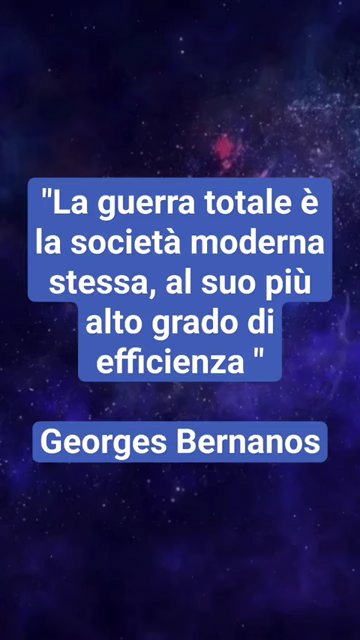 "La guerra totale è
la società moderna
stessa, al suo più
alto grado di
efficienza "
Georges Bernanos